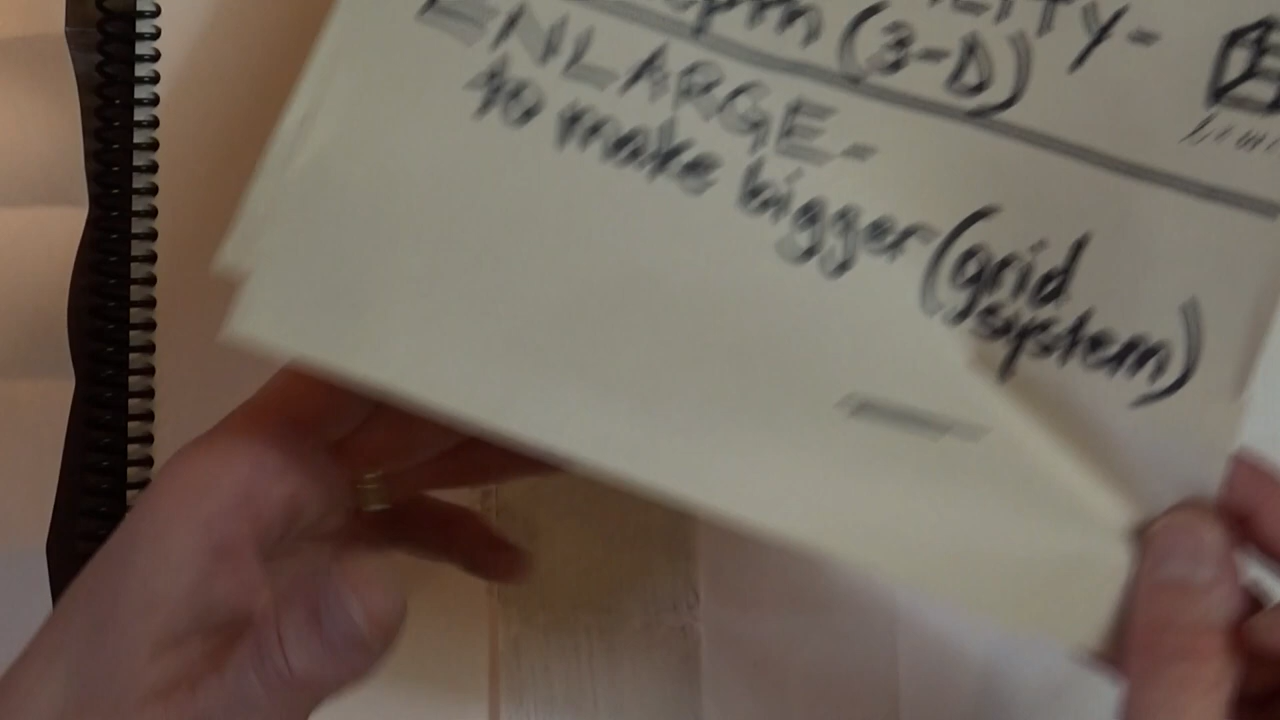 depth (3-D)
ENLARGE-
to make bigger (grid
system)